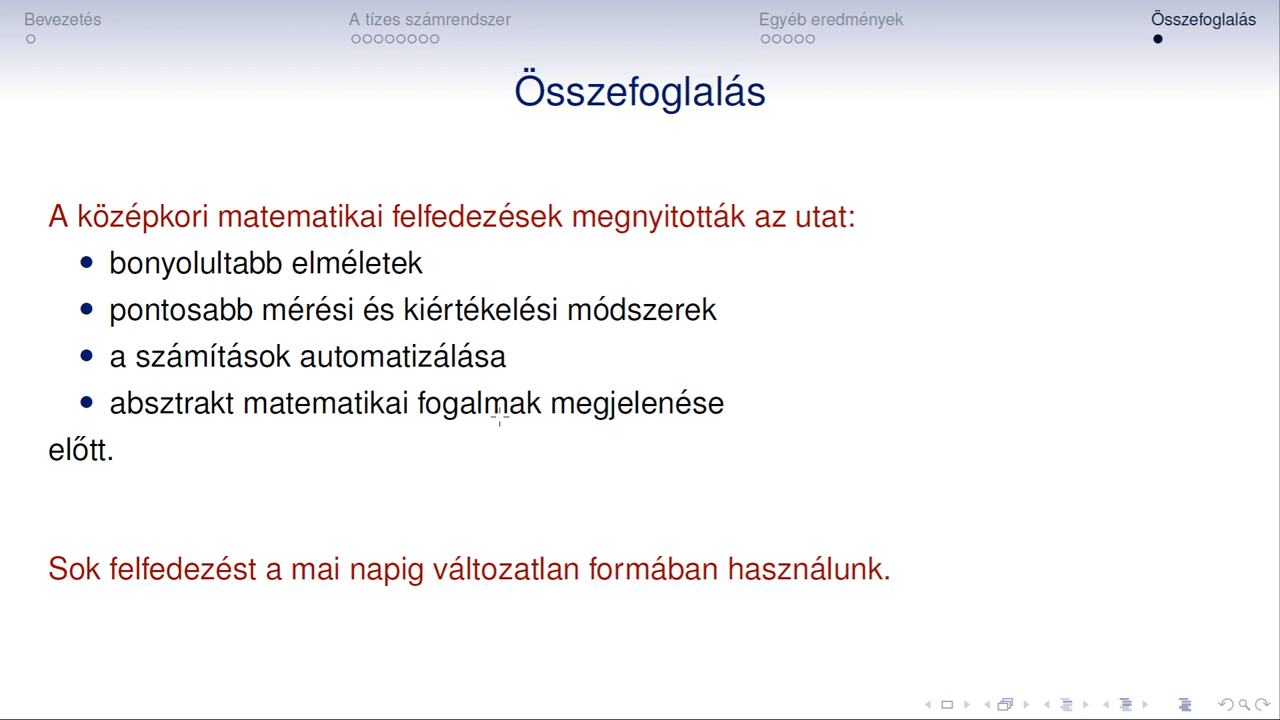 Bevezetés A tízes számrendszer Egyéb eredmények Összefoglalás
Összefoglalás
A középkori matematikai felfedezések megnyitották az utat:
bonyolultabb elméletek
pontosabb mérési és kiértékelési módszerek
a számítások automatizálása
absztrakt matematikai fogalmak megjelenése
előtt.
Sok felfedezést a mai napig változatlan formában használunk.